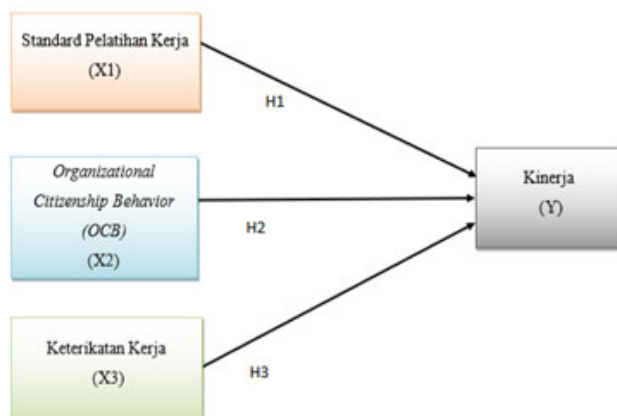 Standard Pelatihan Kerja
(X1)
H1
Organizational
Citizenship Behavior
(OCB)
(X2)
H2
Kinerja
(Y)
Keterikatan Kerja
(X3)
H3